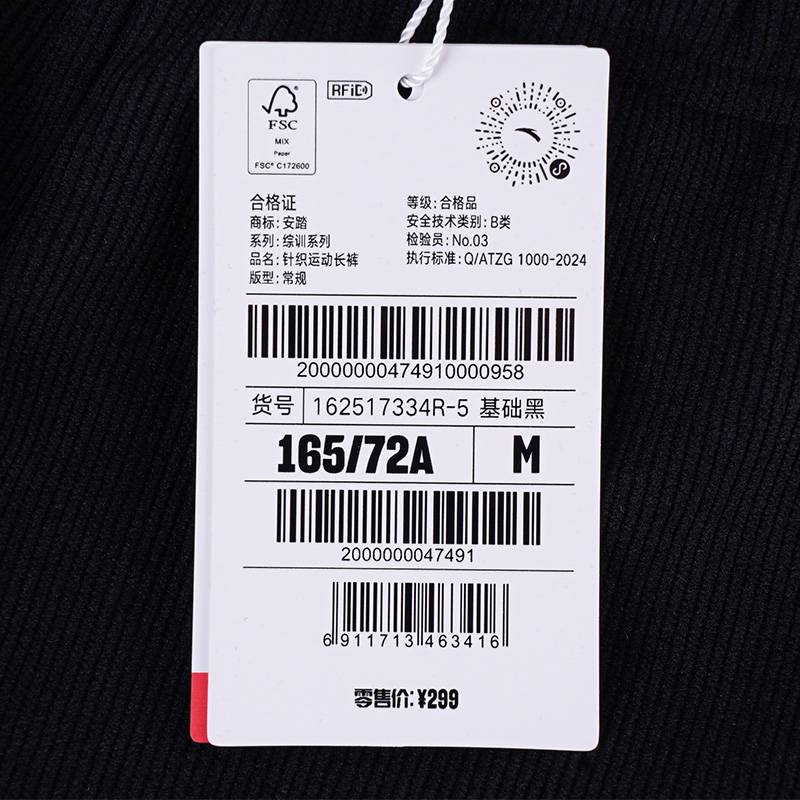 FSC®
MIX
Paper
FSC® C172600
RFiD
合格证
商标:安踏
系列:综训系列
品名:针织运动长裤
版型:常规
等级:合格品
安全技术类别:B类
检验员:No.03
执行标准:Q/ATZG 1000-2024
20000000474910000958
货号 162517334R-5 基础黑
165/72A M
2000000047491
6 911713 463416
零售价:¥299